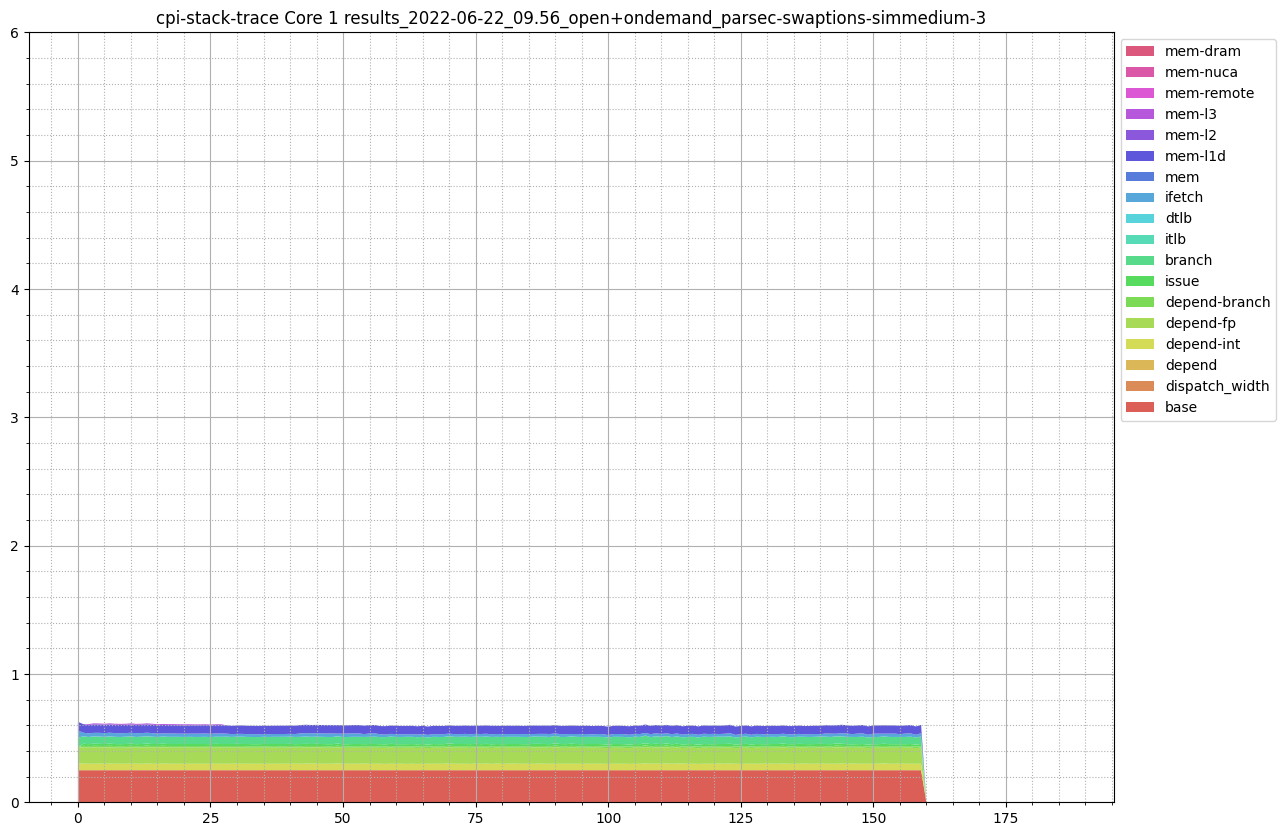 cpi-stack-trace Core 1 results_2022-06-22_09.56_open+ondemand_parsec-swaptions-simmedium-3
6
5
4
3
2
1
0
0 25 50 75 100 125 150 175
mem-dram
mem-nuca
mem-remote
mem-l3
mem-l2
mem-l1d
mem
ifetch
dtlb
itlb
branch
issue
depend-branch
depend-fp
depend-int
depend
dispatch_width
base